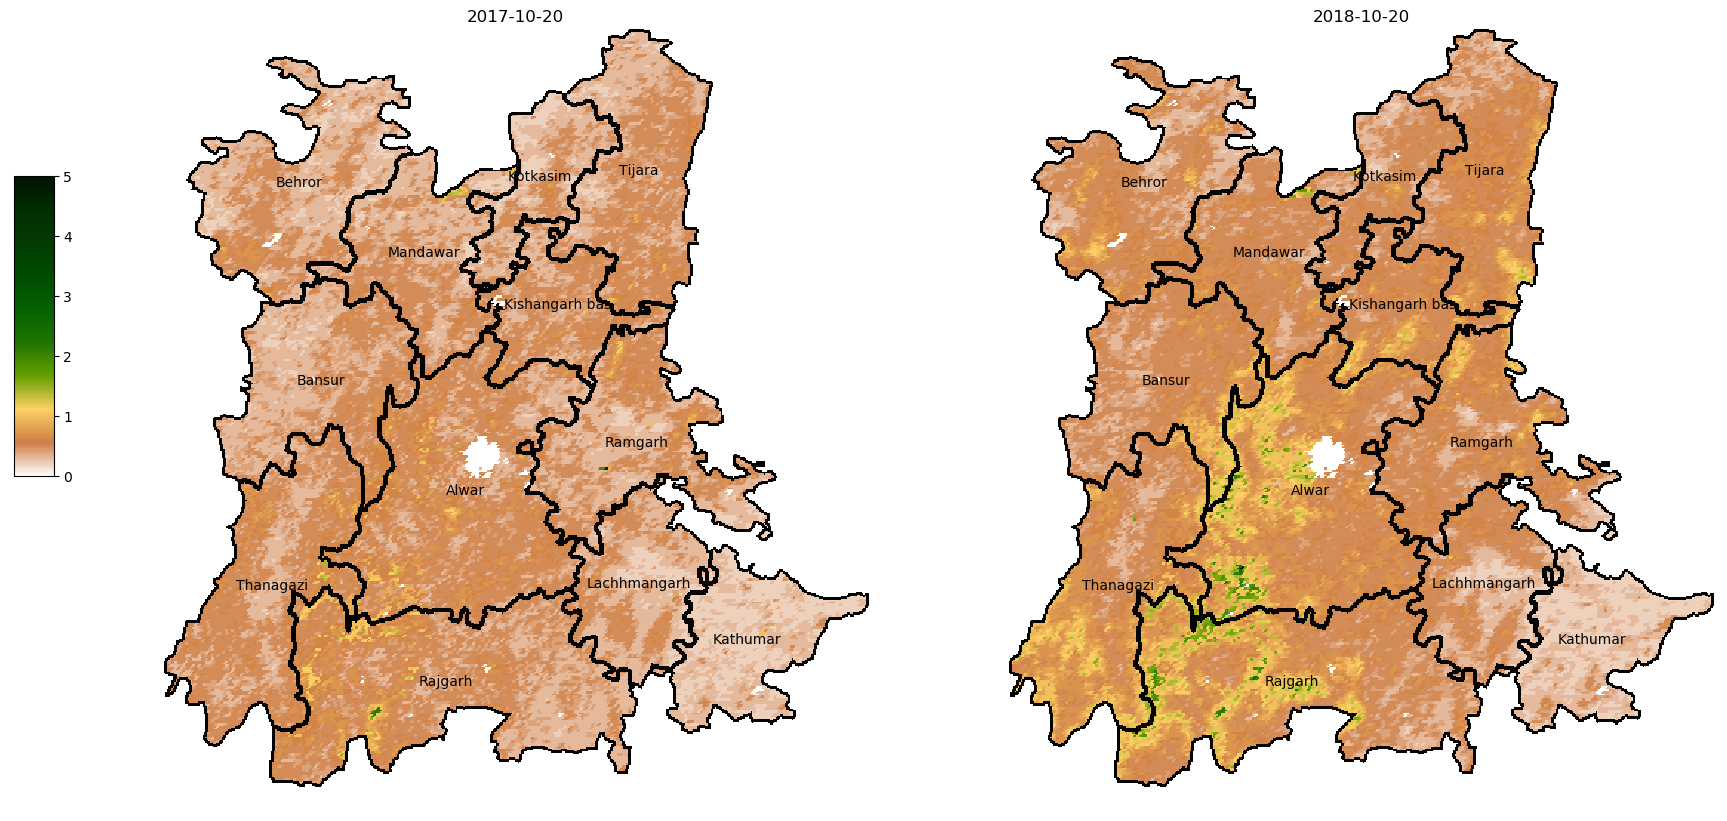 2017-10-20
Behror
Kotkasim
Tijara
Mandawar
Kishangarh bas
Bansur
Ramgarh
Alwar
Thanagazi
Lachhmangarh
Kathumar
Rajgarh
5
4
3
2
1
0
2018-10-20
Behror
Kotkasim
Tijara
Mandawar
Kishangarh bas
Bansur
Ramgarh
Alwar
Thanagazi
Lachhmangarh
Kathumar
Rajgarh